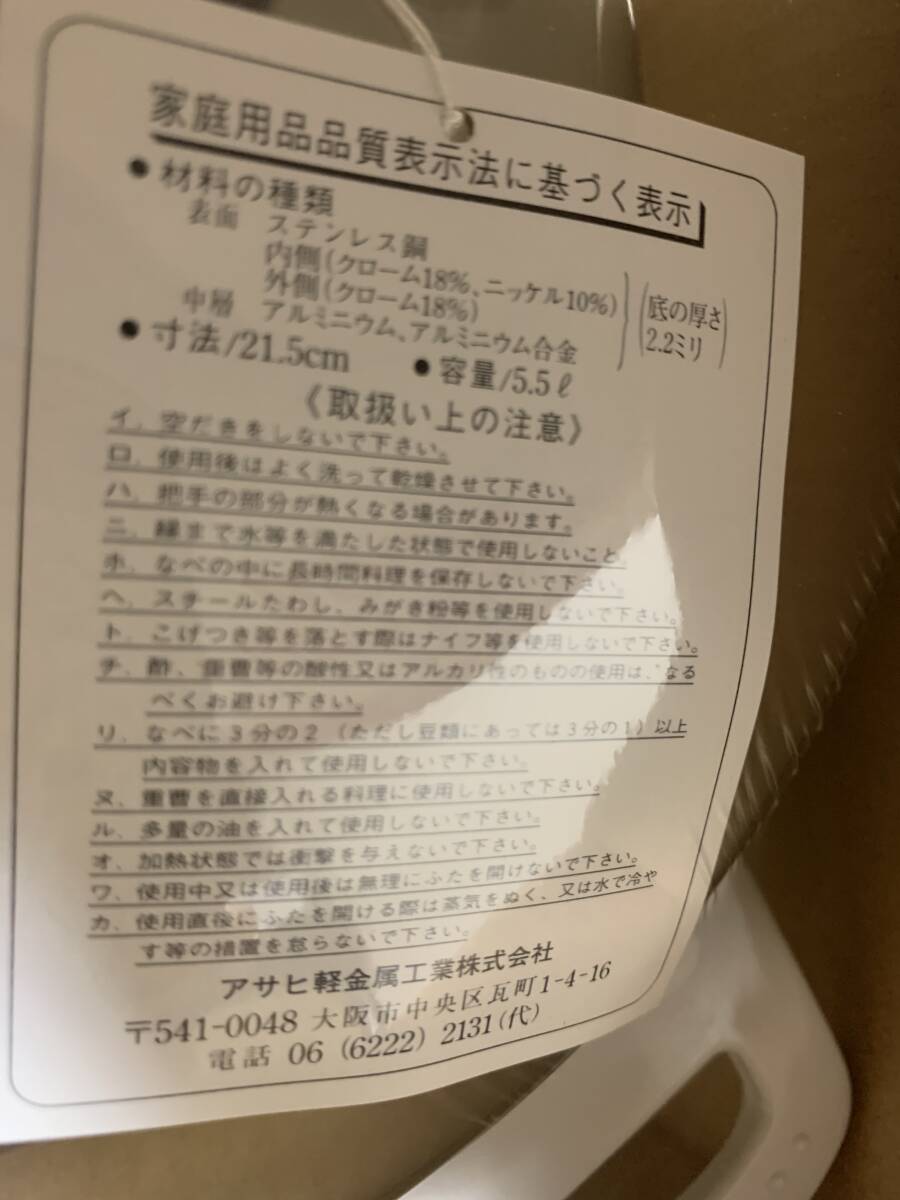 家庭用品品質表示法に基づく表示
●材料の種類
表面 ステンレス鋼
内側(クローム18%、ニッケル10%)
外側(クローム18%)
中層 アルミニウム、アルミニウム合金
(底の厚さ
2.2ミリ)
●寸法/21.5cm ●容量/5.5ℓ
《取扱い上の注意》
イ．空だきをしないで下さい。
ロ．使用後はよく洗って乾燥させて下さい。
ハ．把手の部分が熱くなる場合があります。
ニ．縁まで水等を満たした状態で使用しないこと。
ホ．なべの中に長時間料理を保存しないで下さい。
ヘ．スチールたわし、みがき粉等を使用しないで下さい。
ト．こげつき等を落とす際はナイフ等を使用しないで下さい。
チ．酢、重曹等の酸性又はアルカリ性のものの使用は、なる
べくお避け下さい。
リ．なべに3分の2（ただし豆類にあっては3分の1）以上
内容物を入れて使用しないで下さい。
ヌ．重曹を直接入れる料理に使用しないで下さい。
ル．多量の油を入れて使用しないで下さい。
オ．加熱状態では衝撃を与えないで下さい。
ワ．使用中又は使用後は無理にふたを開けないで下さい。
カ．使用直後にふたを開ける際は蒸気をぬく、又は水で冷や
す等の措置を怠らないで下さい。
アサヒ軽金属工業株式会社
〒541-0048 大阪市中央区瓦町1-4-16
電話 06 (6222) 2131(代)